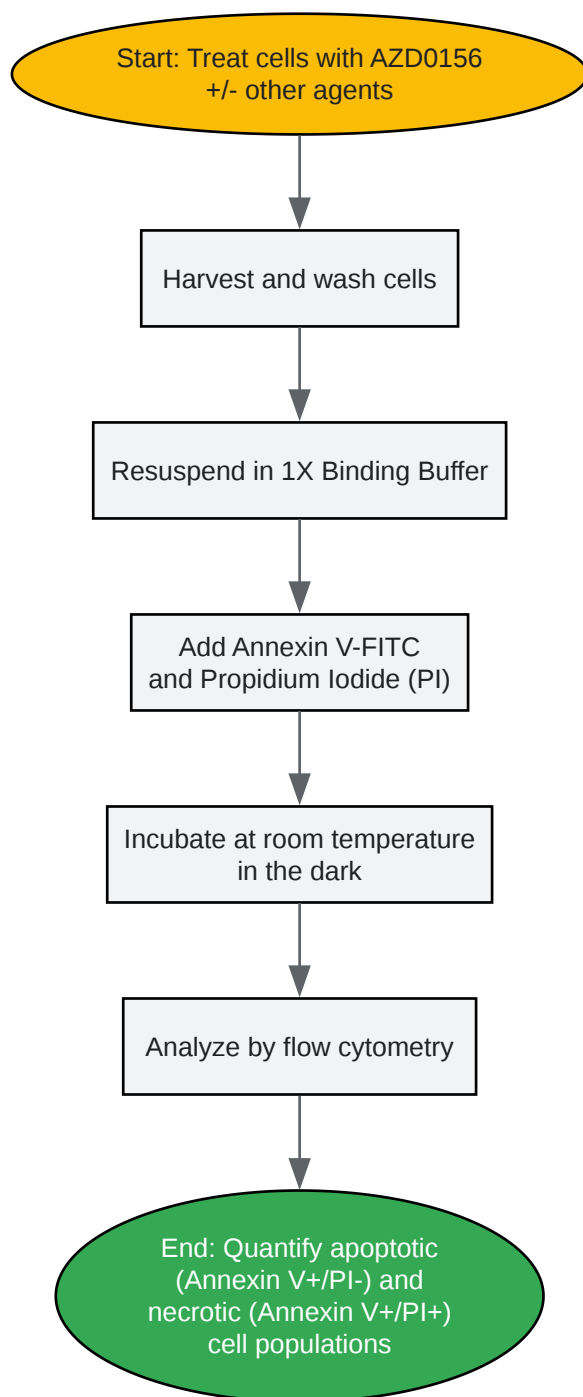 Start: Treat cells with AZD0156
+/- other agents
Harvest and wash cells
Resuspend in 1X Binding Buffer
Add Annexin V-FITC
and Propidium Iodide (PI)
Incubate at room temperature
in the dark
Analyze by flow cytometry
End: Quantify apoptotic
(Annexin V+/PI-) and
necrotic (Annexin V+/PI+)
cell populations